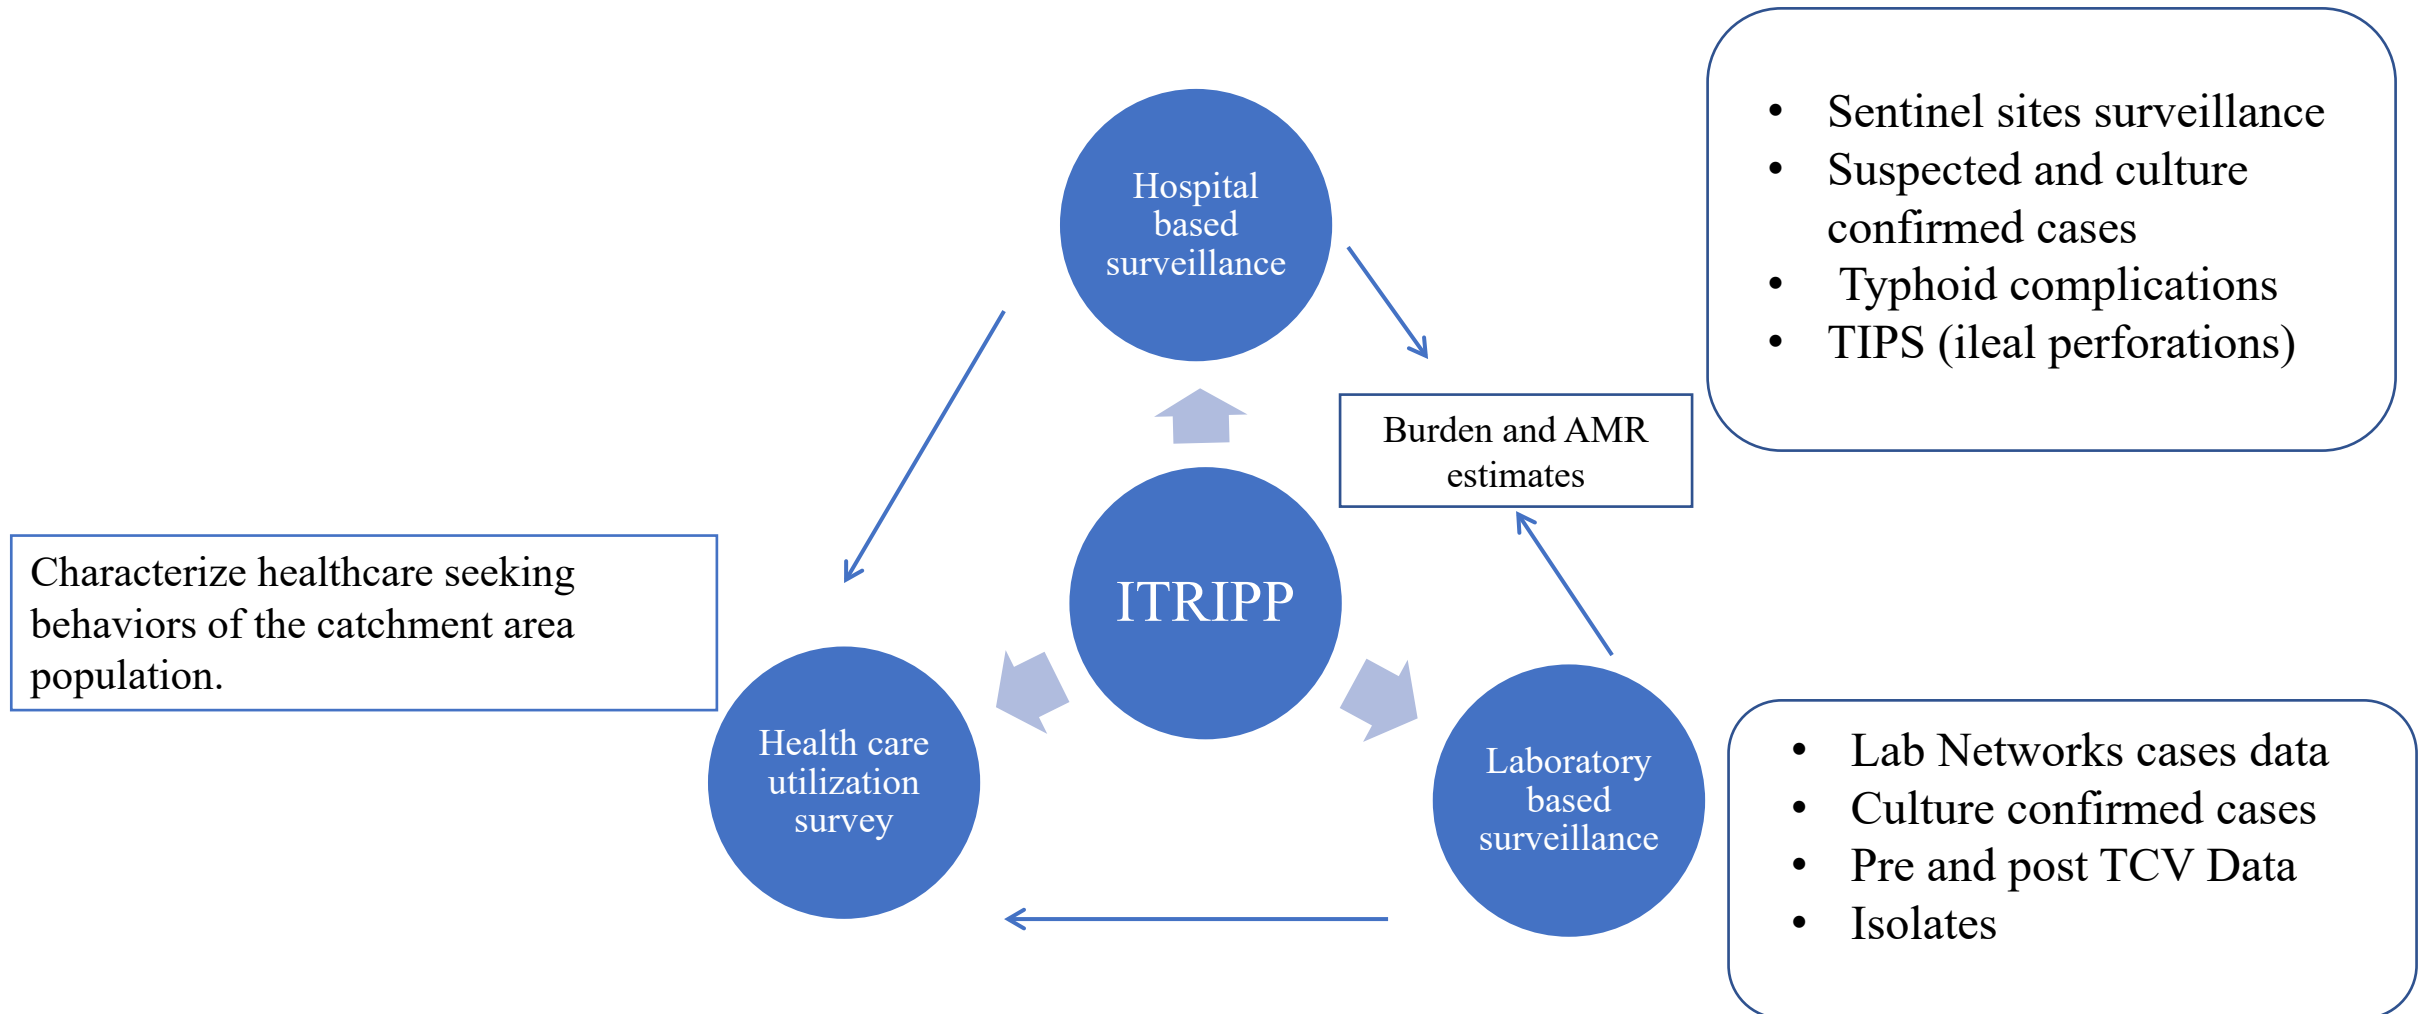 Hospital
based
surveillance
• Sentinel sites surveillance
• Suspected and culture
confirmed cases
• Typhoid complications
• TIPS (ileal perforations)
Burden and AMR
estimates
ITRIPP
Characterize healthcare seeking
behaviors of the catchment area
population.
Health care
utilization
survey
Laboratory
based
surveillance
• Lab Networks cases data
• Culture confirmed cases
• Pre and post TCV Data
• Isolates